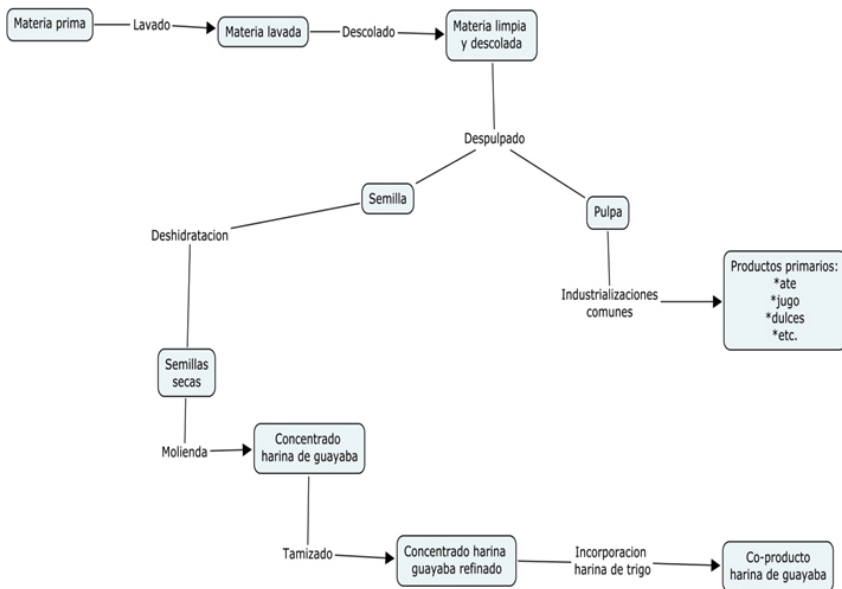 Materia prima
Lavado
Materia lavada
Descolado
Materia limpia
y descolada
Despulpado
Semilla
Pulpa
Deshidratacion
Industrializaciones
comunes
Productos primarios:
*ate
*jugo
*dulces
*etc.
Semillas
secas
Molienda
Concentrado
harina de guayaba
Tamizado
Concentrado harina
guayaba refinado
Incorporacion
harina de trigo
Co-producto
harina de guayaba